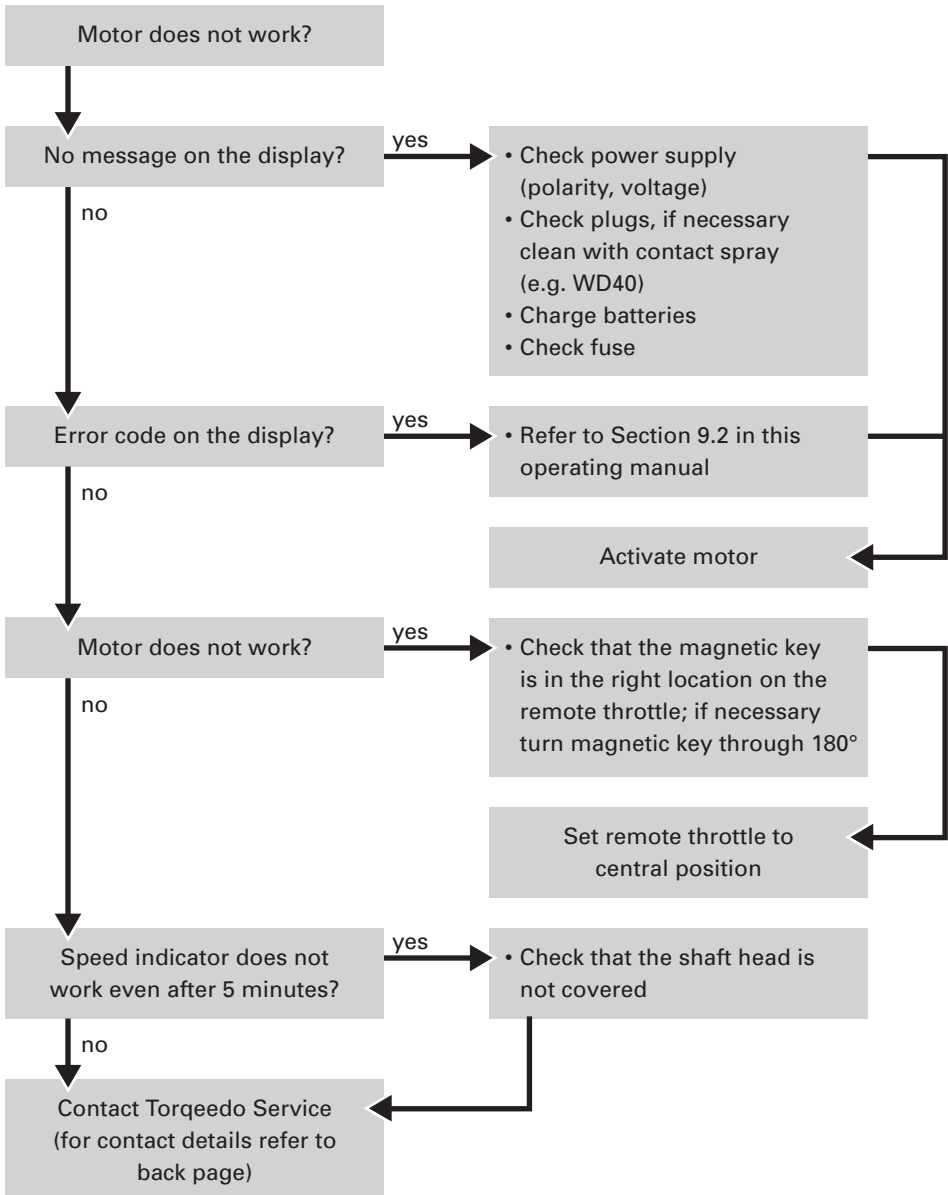 Motor does not work?
No message on the display?
yes
• Check power supply
(polarity, voltage)
• Check plugs, if necessary
clean with contact spray
(e.g. WD40)
• Charge batteries
• Check fuse
no
Error code on the display?
yes
• Refer to Section 9.2 in this
operating manual
no
Activate motor
Motor does not work?
yes
• Check that the magnetic key
is in the right location on the
remote throttle; if necessary
turn magnetic key through 180°
no
Set remote throttle to
central position
Speed indicator does not
work even after 5 minutes?
yes
• Check that the shaft head is
not covered
no
Contact Torqeedo Service
(for contact details refer to
back page)